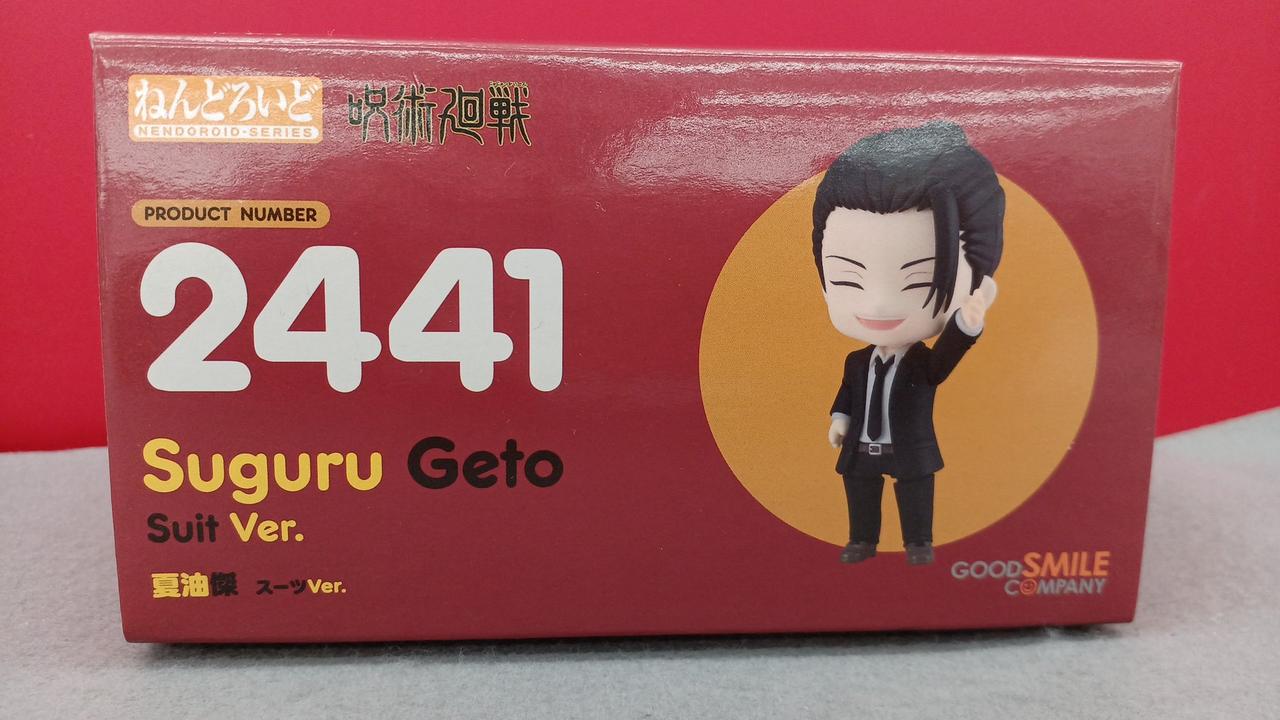 ねんどろいど
NENDOROID·SERIES
呪術廻戦
PRODUCT NUMBER
2441
Suguru Geto
Suit Ver.
夏油傑 スーツVer.
GOOD SMILE
COMPANY